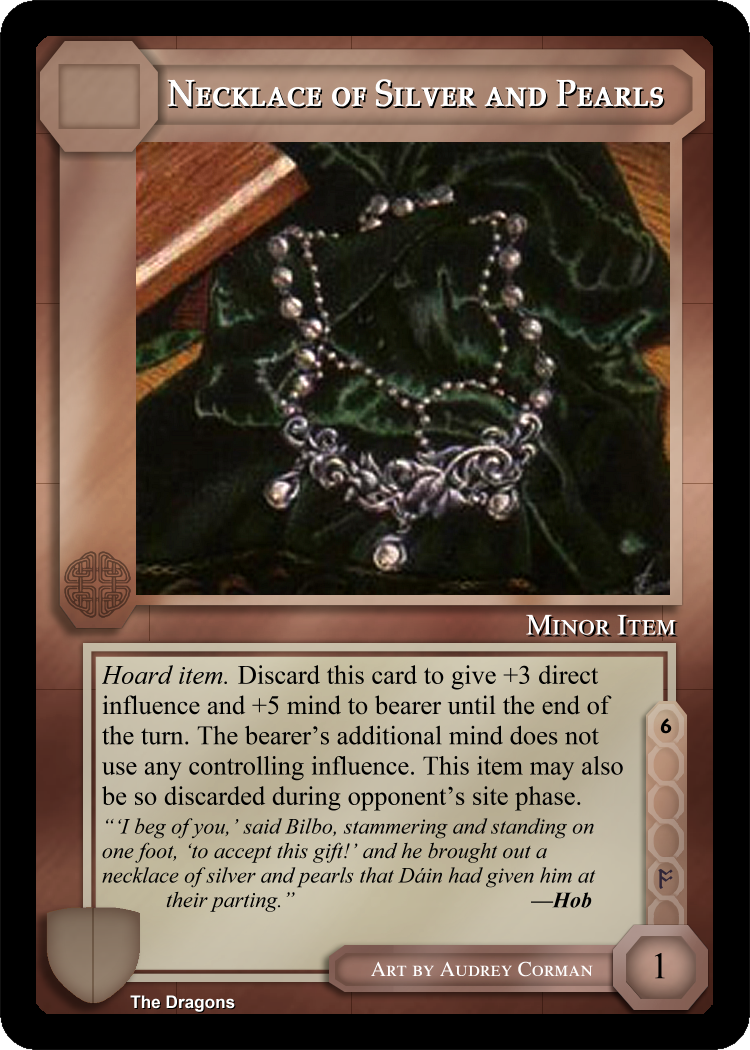 Necklace of Silver and Pearls
Minor Item
Hoard item. Discard this card to give +3 direct
influence and +5 mind to bearer until the end of
the turn. The bearer’s additional mind does not
use any controlling influence. This item may also
be so discarded during opponent’s site phase.
“‘I beg of you,’ said Bilbo, stammering and standing on
one foot, ‘to accept this gift!’ and he brought out a
necklace of silver and pearls that Dáin had given him at
their parting.” —Hob
6
ᚩ
Art by Audrey Corman
1
The Dragons